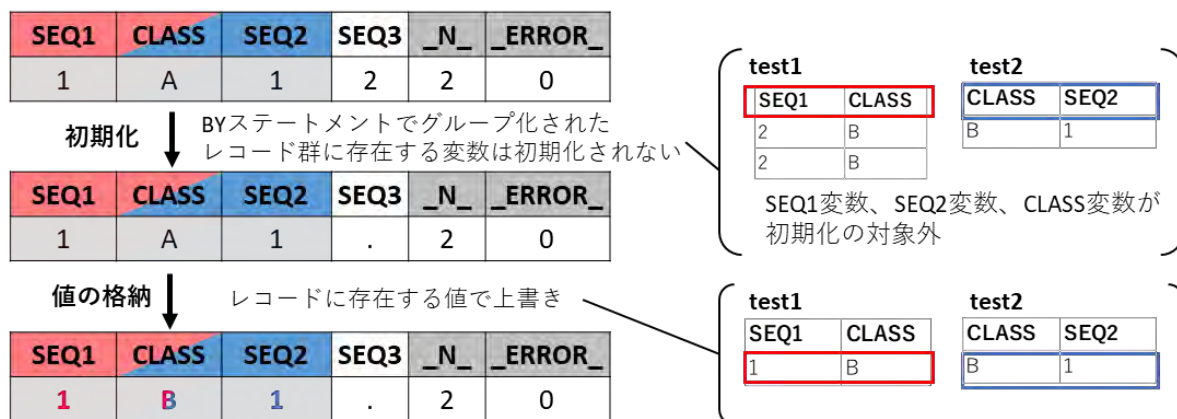 SEQ1 CLASS SEQ2 SEQ3 _N_ _ERROR_
1 A 1 2 2 0
初期化
BYステートメントでグループ化された
レコード群に存在する変数は初期化されない
SEQ1 CLASS SEQ2 SEQ3 _N_ _ERROR_
1 A 1 . 2 0
値の格納
レコードに存在する値で上書き
SEQ1 CLASS SEQ2 SEQ3 _N_ _ERROR_
1 B 1 . 2 0
test1 test2
SEQ1 CLASS CLASS SEQ2
2 B B 1
2 B
SEQ1変数、SEQ2変数、CLASS変数が
初期化の対象外
test1 test2
SEQ1 CLASS CLASS SEQ2
1 B B 1